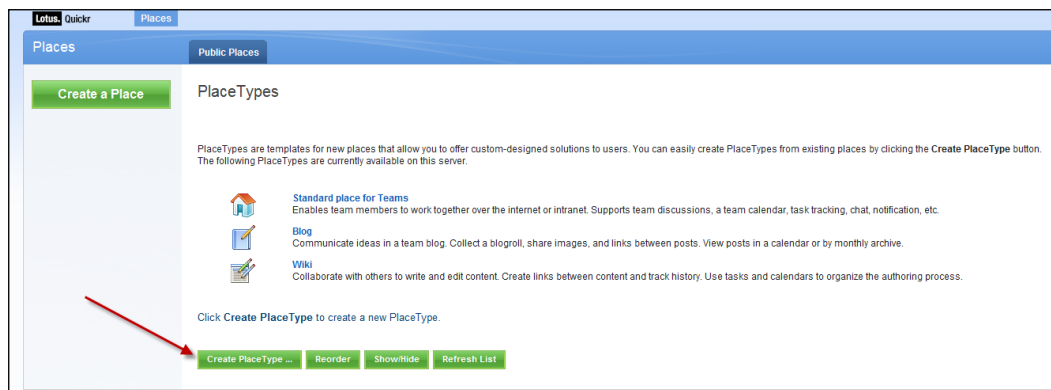 Lotus. Quickr Places
Places
Public Places
Create a Place
PlaceTypes
PlaceTypes are templates for new places that allow you to offer custom-designed solutions to users. You can easily create PlaceTypes from existing places by clicking the Create PlaceType button.
The following PlaceTypes are currently available on this server.
Standard place for Teams
Enables team members to work together over the internet or intranet. Supports team discussions, a team calendar, task tracking, chat, notification, etc.
Blog
Communicate ideas in a team blog. Collect a blogroll, share images, and links between posts. View posts in a calendar or by monthly archive.
Wiki
Collaborate with others to write and edit content. Create links between content and track history. Use tasks and calendars to organize the authoring process.
Click Create PlaceType to create a new PlaceType.
Create PlaceType ... Reorder Show/Hide Refresh List